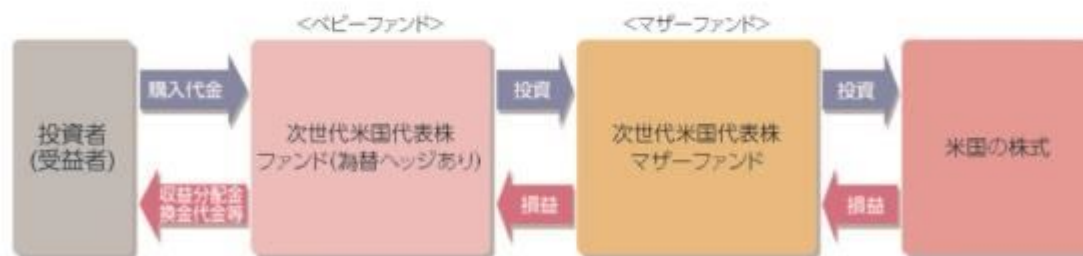 <ベビーファンド>
<マザーファンド>
投資者
(受益者)
購入代金
収益分配金
換金代金等
次世代米国代表株
ファンド(為替ヘッジあり)
投資
損益
次世代米国代表株
マザーファンド
投資
損益
米国の株式